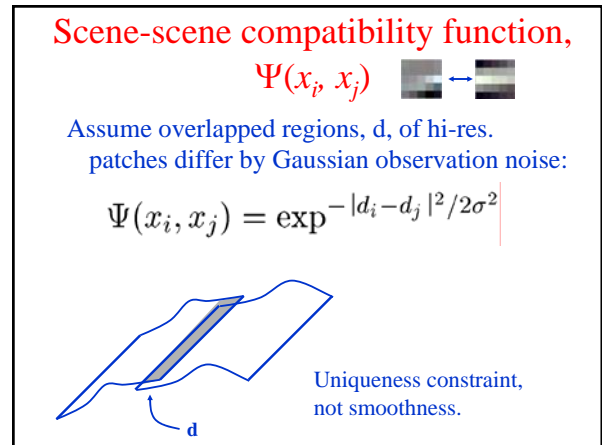 Scene-scene compatibility function,
Ψ(xᵢ, xⱼ)
Assume overlapped regions, d, of hi-res.
patches differ by Gaussian observation noise:
Ψ(xᵢ, xⱼ) = exp^{-|dᵢ-dⱼ|²/2σ²}
Uniqueness constraint,
not smoothness.
d